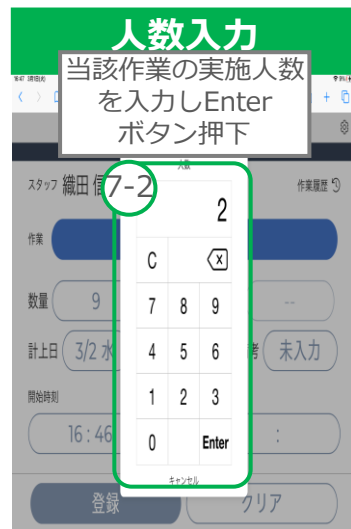 人数入力
当該作業の実施人数
を入力しEnter
ボタン押下
スタッフ 織田 信
7-2
人数
作業履歴
2
作業
C
数量 9
7 8 9
--
計上日 3/2 水
4 5 6
考 未入力
開始時刻
1 2 3
16:46
0 Enter
:
キャンセル
登録
クリア